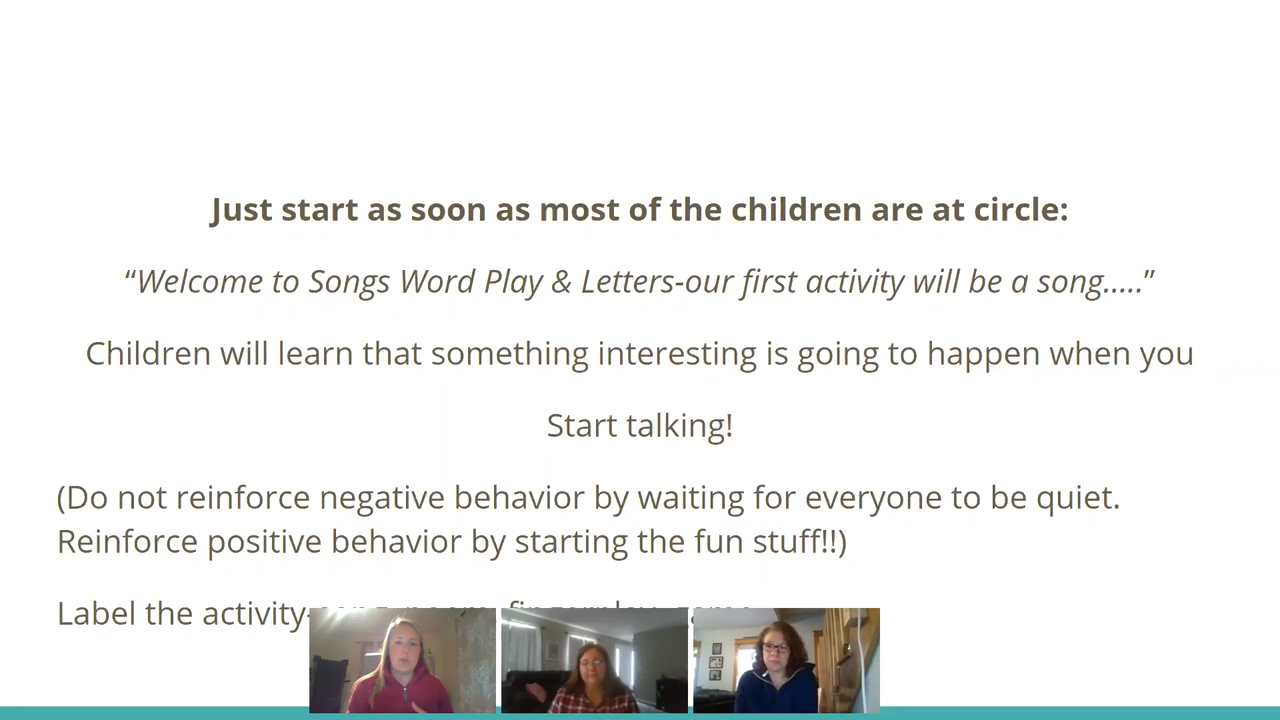 Just start as soon as most of the children are at circle:
“Welcome to Songs Word Play & Letters-our first activity will be a song.....”
Children will learn that something interesting is going to happen when you
Start talking!
(Do not reinforce negative behavior by waiting for everyone to be quiet.
Reinforce positive behavior by starting the fun stuff!!)
Label the activity-